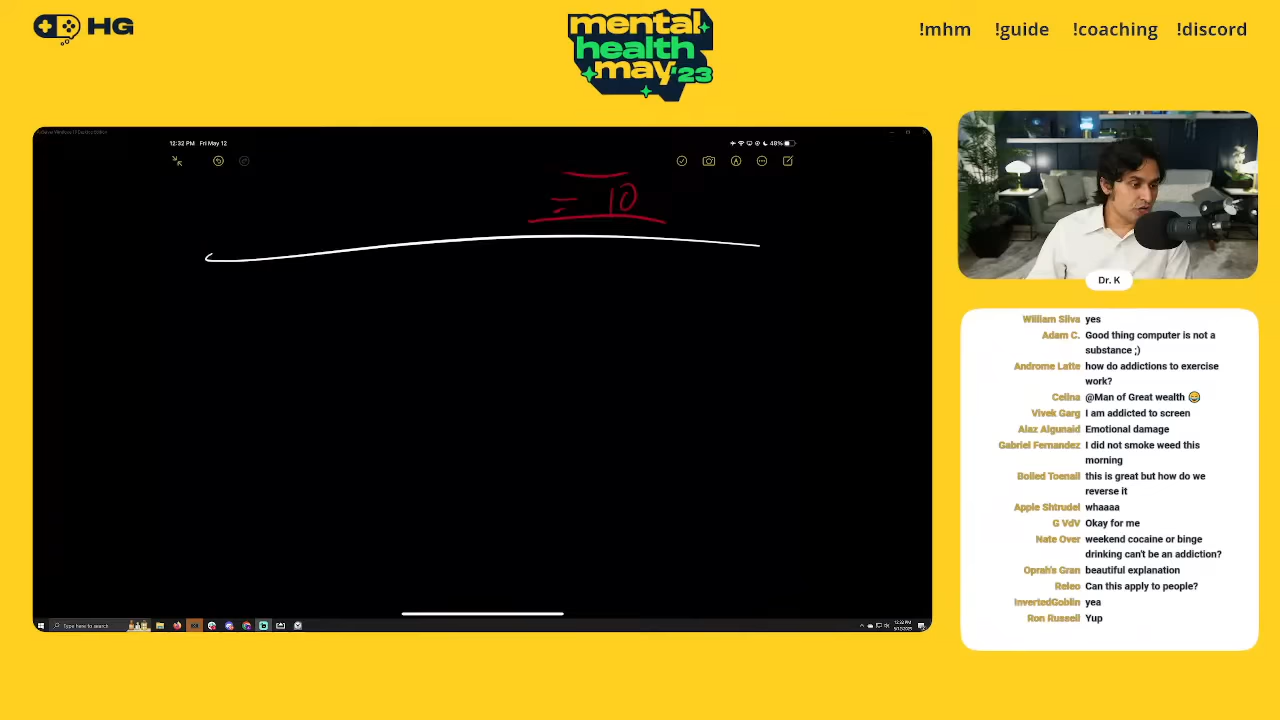 HG
mental
health
may '23
!mhm !guide !coaching !discord
12:32 PM Fri May 12
48%
= 10
Dr. K
William Silva yes
Adam C. Good thing computer is not a
substance ;)
Androme Latte how do addictions to exercise
work?
Celina @Man of Great wealth 😂
Vivek Garg I am addicted to screen
Alaz Algunaid Emotional damage
Gabriel Fernandez I did not smoke weed this
morning
Boiled Toenail this is great but how do we
reverse it
Apple Shtrudel whaaaa
G VdV Okay for me
Nate Over weekend cocaine or binge
drinking can't be an addiction?
Oprah's Gran beautiful explanation
Releo Can this apply to people?
InvertedGoblin yea
Ron Russell Yup
Type here to search